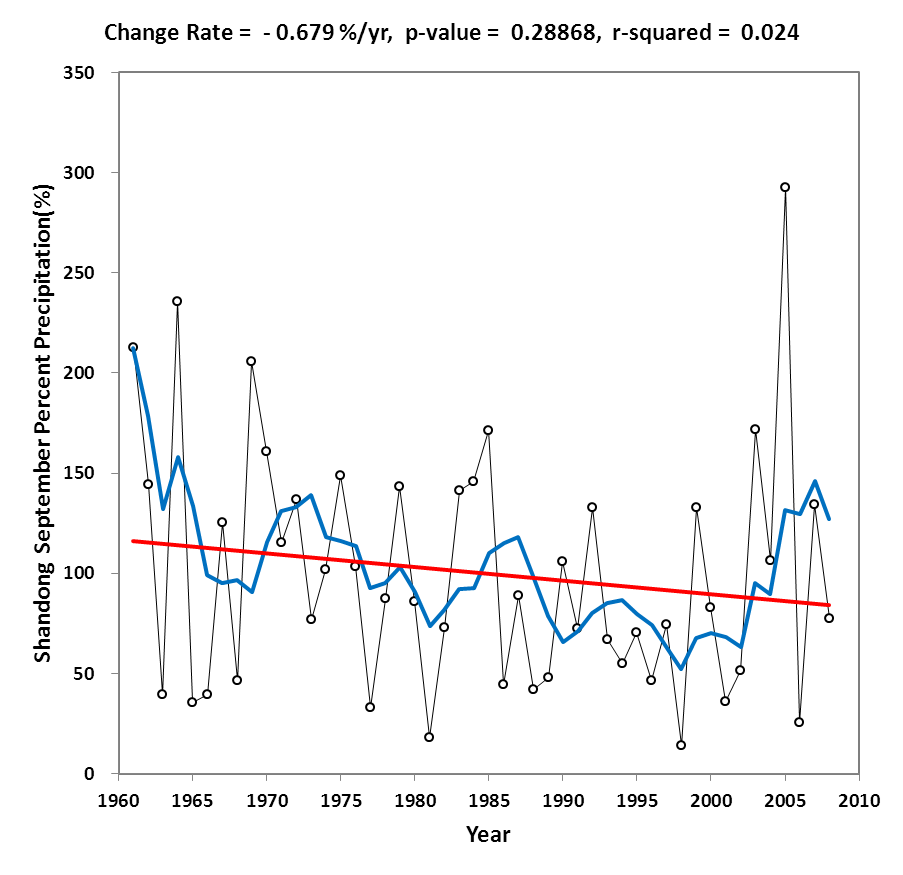 Change Rate = - 0.679 %/yr, p-value = 0.28868, r-squared = 0.024
350
300
250
200
150
100
50
0
Shandong September Percent Precipitation(%)
1960 1965 1970 1975 1980 1985 1990 1995 2000 2005 2010
Year